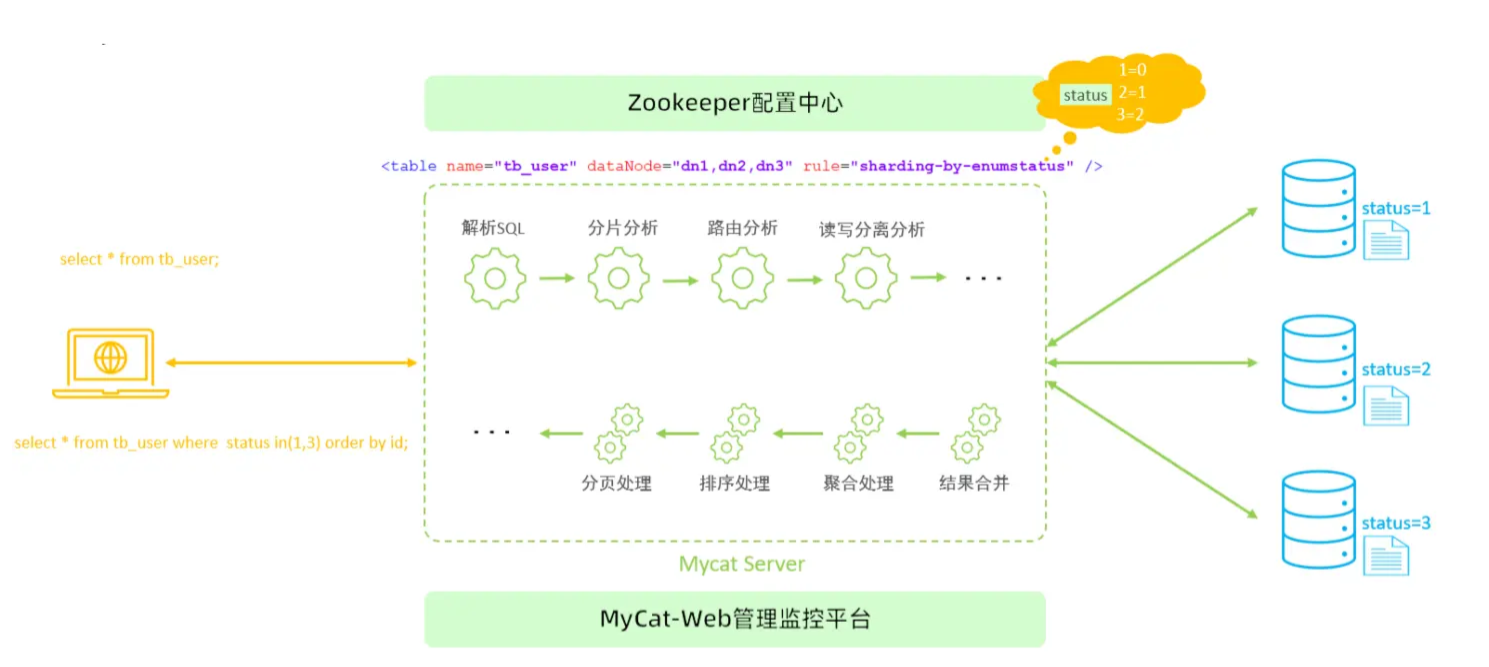 Zookeeper配置中心
status
1=0
2=1
3=2
<table name="tb_user" dataNode="dn1,dn2,dn3" rule="sharding-by-enumstatus" />
解析SQL
分片分析
路由分析
读写分离分析
...
select * from tb_user;
select * from tb_user where  status in(1,3) order by id;
...
分页处理
排序处理
聚合处理
结果合并
status=1
status=2
status=3
Mycat Server
MyCat-Web管理监控平台